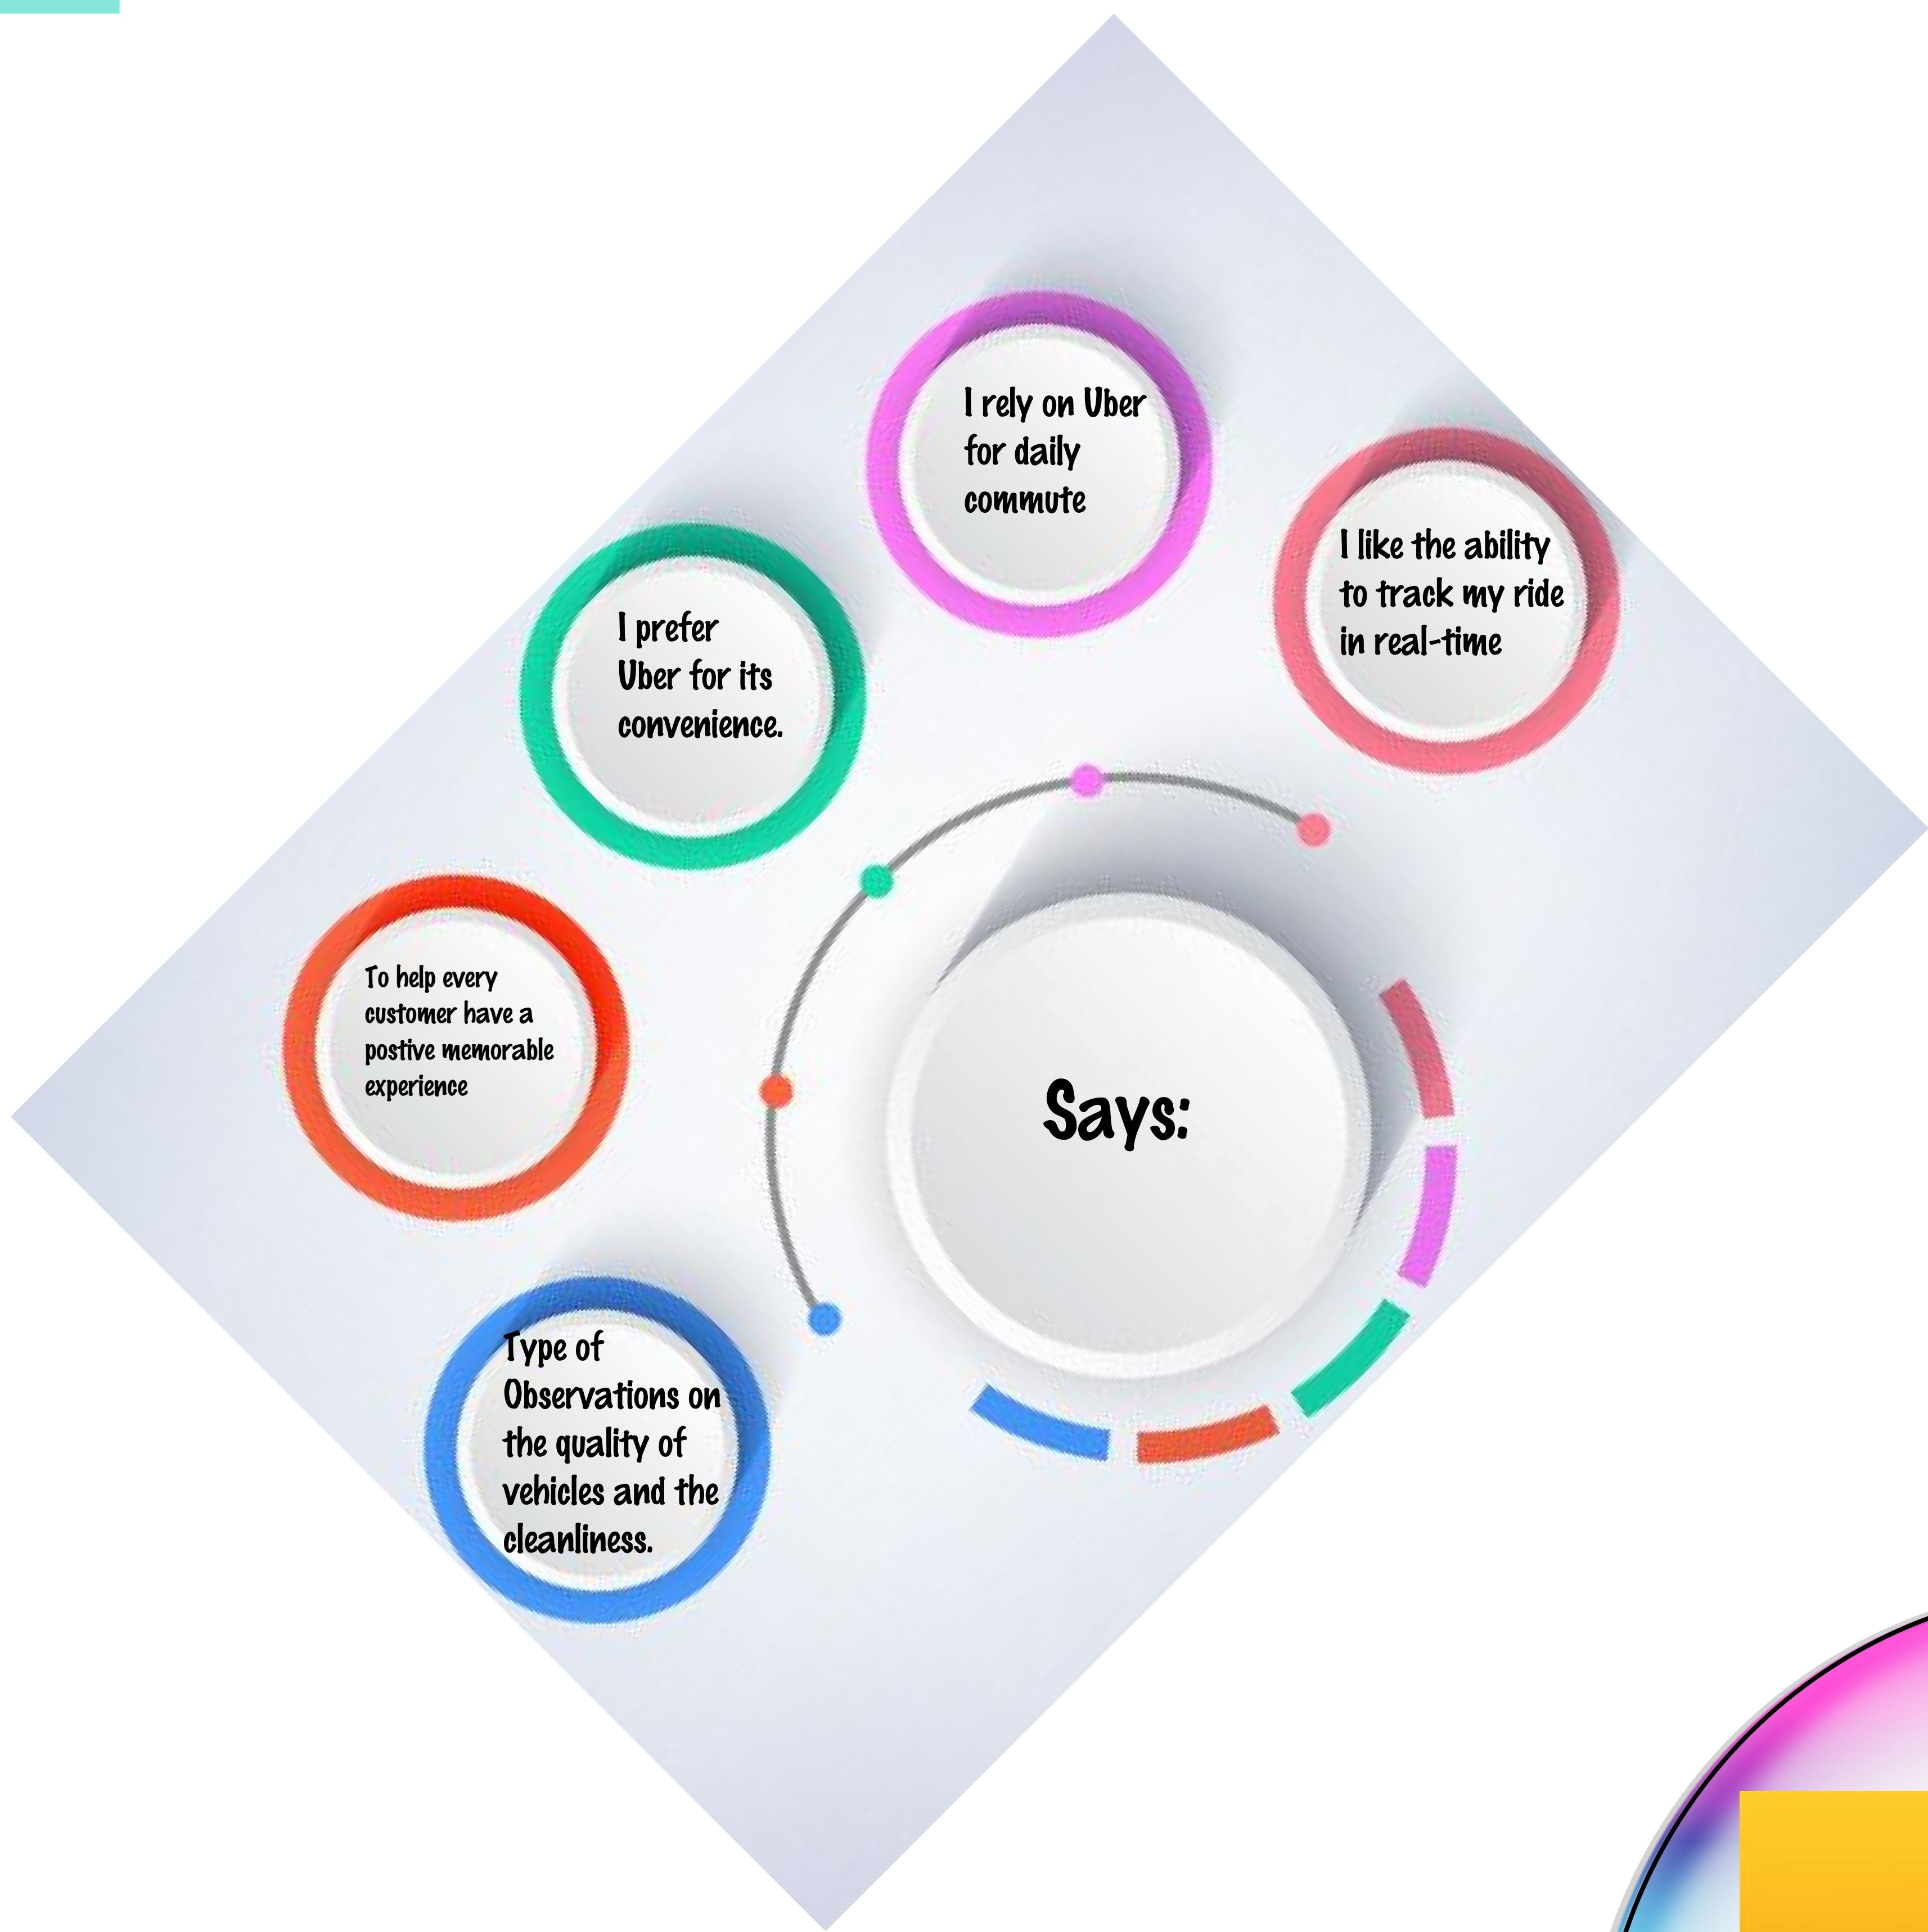 I rely on Uber
for daily
commute
I like the ability
to track my ride
in real-time
I prefer
Uber for its
convenience.
To help every
customer have a
postive memorable
experience
Says:
Type of
Observations on
the quality of
vehicles and the
cleanliness.